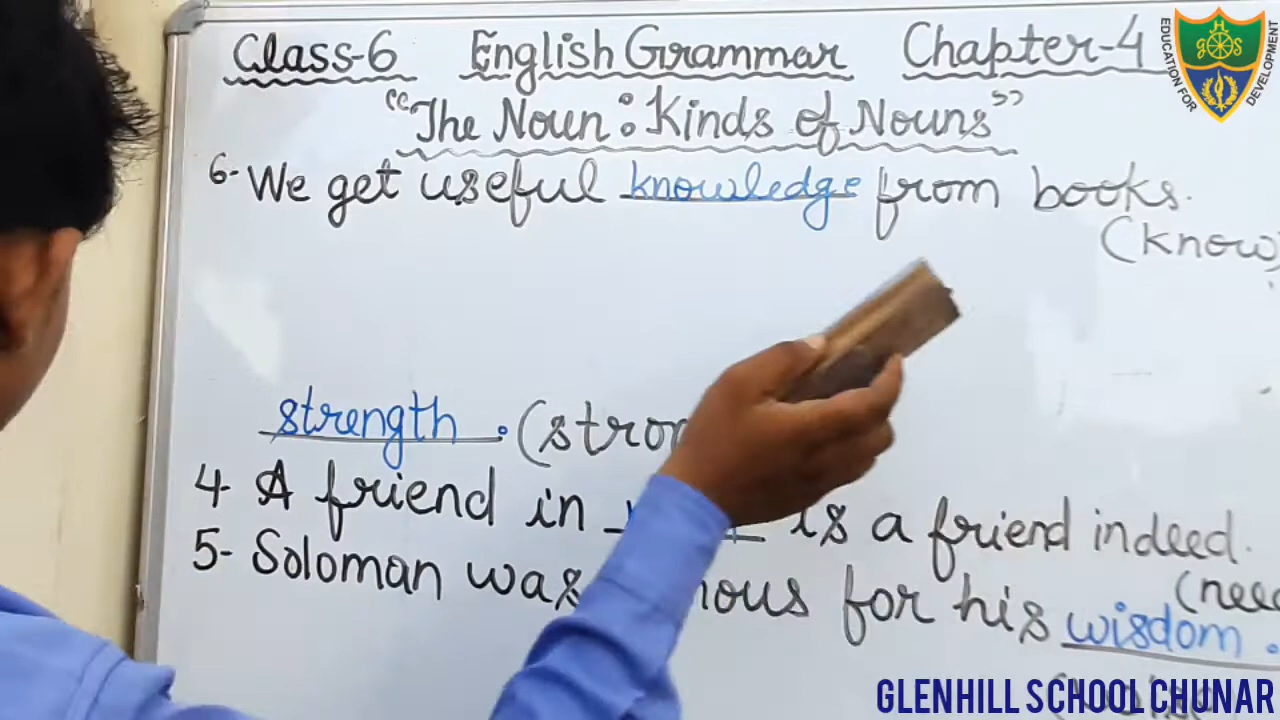 Class-6 English Grammar Chapter-4
"The Noun: Kinds of Nouns"
6- We get useful knowledge from books.
(know)
strength. (stron
4- A friend in is a friend indeed.
(need
5- Soloman was for his wisdom.
EDUCATION FOR DEVELOPMENT
GHS
GLENHILL SCHOOL CHUNAR